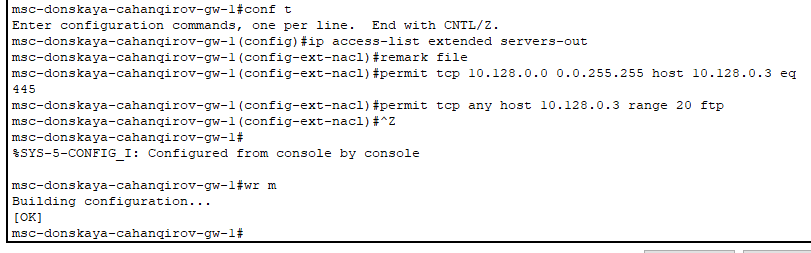 msc-donskaya-cahanqirov-gw-1#conf t
Enter configuration commands, one per line.  End with CNTL/Z.
msc-donskaya-cahanqirov-gw-1(config)#ip access-list extended servers-out
msc-donskaya-cahanqirov-gw-1(config-ext-nacl)#remark file
msc-donskaya-cahanqirov-gw-1(config-ext-nacl)#permit tcp 10.128.0.0 0.0.255.255 host 10.128.0.3 eq
445
msc-donskaya-cahanqirov-gw-1(config-ext-nacl)#permit tcp any host 10.128.0.3 range 20 ftp
msc-donskaya-cahanqirov-gw-1(config-ext-nacl)#^Z
msc-donskaya-cahanqirov-gw-1#
%SYS-5-CONFIG_I: Configured from console by console

msc-donskaya-cahanqirov-gw-1#wr m
Building configuration...
[OK]
msc-donskaya-cahanqirov-gw-1#